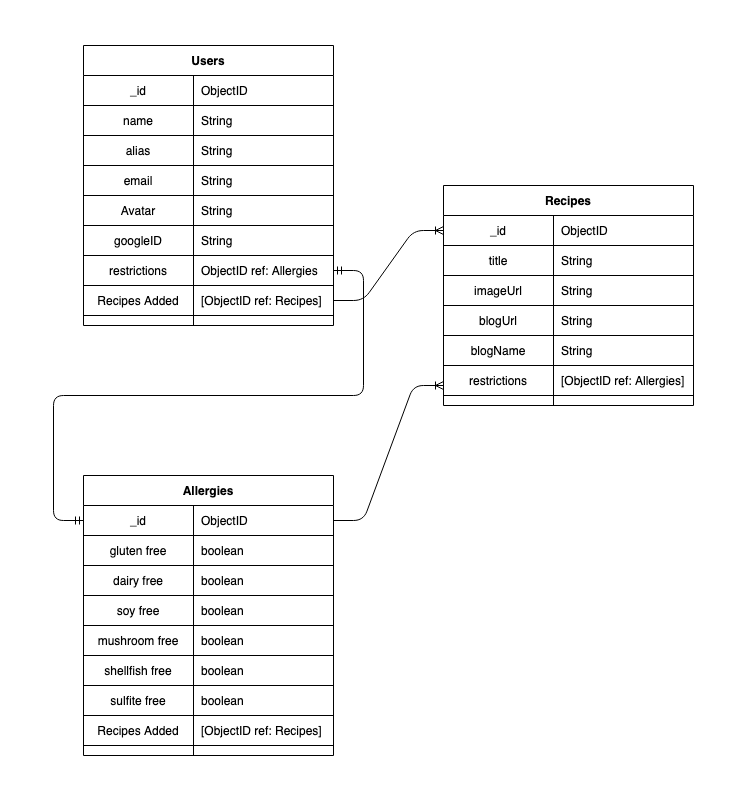 Users
_id ObjectID
name String
alias String
email String
Avatar String
googleID String
restrictions ObjectID ref: Allergies
Recipes Added [ObjectID ref: Recipes]
Recipes
_id ObjectID
title String
imageUrl String
blogUrl String
blogName String
restrictions [ObjectID ref: Allergies]
Allergies
_id ObjectID
gluten free boolean
dairy free boolean
soy free boolean
mushroom free boolean
shellfish free boolean
sulfite free boolean
Recipes Added [ObjectID ref: Recipes]